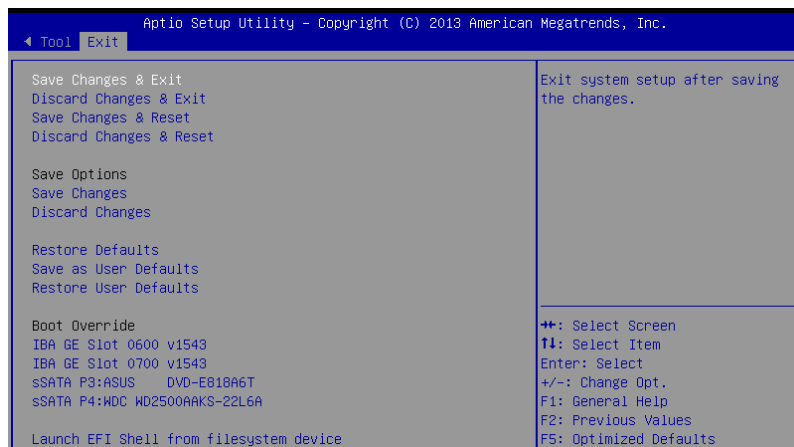 Aptio Setup Utility – Copyright (C) 2013 American Megatrends, Inc.
◄ Tool Exit
Save Changes & Exit
Discard Changes & Exit
Save Changes & Reset
Discard Changes & Reset
Save Options
Save Changes
Discard Changes
Restore Defaults
Save as User Defaults
Restore User Defaults
Boot Override
IBA GE Slot 0600 v1543
IBA GE Slot 0700 v1543
sSATA P3:ASUS DVD-E818A6T
sSATA P4:WDC WD2500AAKS-22L6A
Launch EFI Shell from filesystem device
Exit system setup after saving
the changes.
→←: Select Screen
↑↓: Select Item
Enter: Select
+/-: Change Opt.
F1: General Help
F2: Previous Values
F5: Optimized Defaults